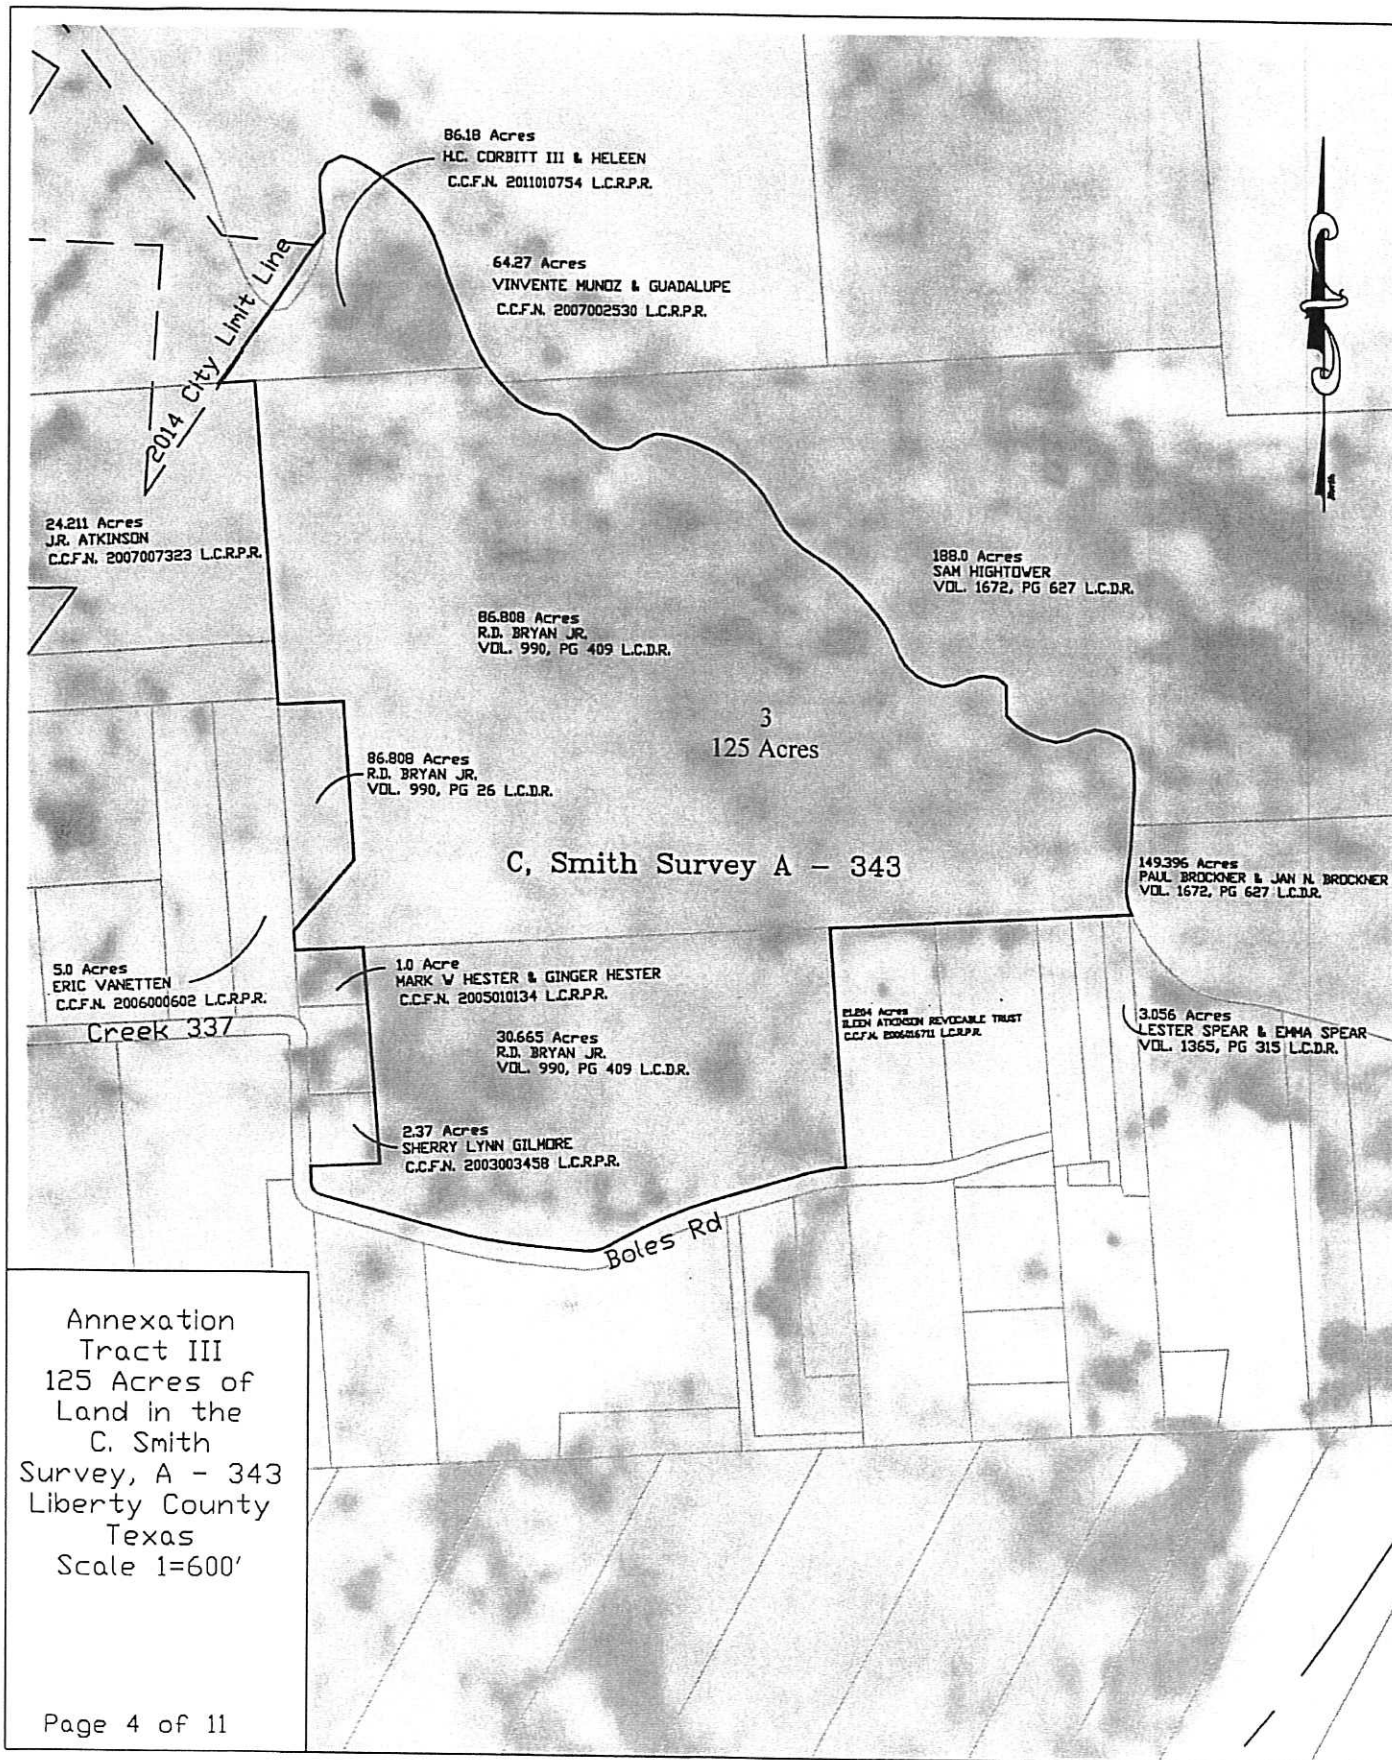 86.18 Acres
H.C. CORBITT III & HELEEN
C.C.F.N. 2011010754 L.C.R.P.R.
64.27 Acres
VINVENTE MUNOZ & GUADALUPE
C.C.F.N. 2007002530 L.C.R.P.R.
2014 City Limit Line
North
24.211 Acres
J.R. ATKINSON
C.C.F.N. 2007007323 L.C.R.P.R.
188.0 Acres
SAM HIGHTOWER
VOL. 1672, PG 627 L.C.D.R.
86.808 Acres
R.D. BRYAN JR.
VOL. 990, PG 409 L.C.D.R.
3
125 Acres
86.808 Acres
R.D. BRYAN JR.
VOL. 990, PG 26 L.C.D.R.
C, Smith Survey A - 343
149.396 Acres
PAUL BROCKNER & JAN N. BROCKNER
VOL. 1672, PG 627 L.C.D.R.
5.0 Acres
ERIC VANETTEN
C.C.F.N. 2006000602 L.C.R.P.R.
1.0 Acre
MARK W HESTER & GINGER HESTER
C.C.F.N. 2005010134 L.C.R.P.R.
Creek 337
30.665 Acres
R.D. BRYAN JR.
VOL. 990, PG 409 L.C.D.R.
Acres
ATKINSON REVOCABLE TRUST
C.C.F.N. 2006016711 L.C.R.P.R.
3.056 Acres
LESTER SPEAR & EMMA SPEAR
VOL. 1365, PG 315 L.C.D.R.
2.37 Acres
SHERRY LYNN GILMORE
C.C.F.N. 2003003458 L.C.R.P.R.
Boles Rd
Annexation
Tract III
125 Acres of
Land in the
C. Smith
Survey, A - 343
Liberty County
Texas
Scale 1=600'
Page 4 of 11